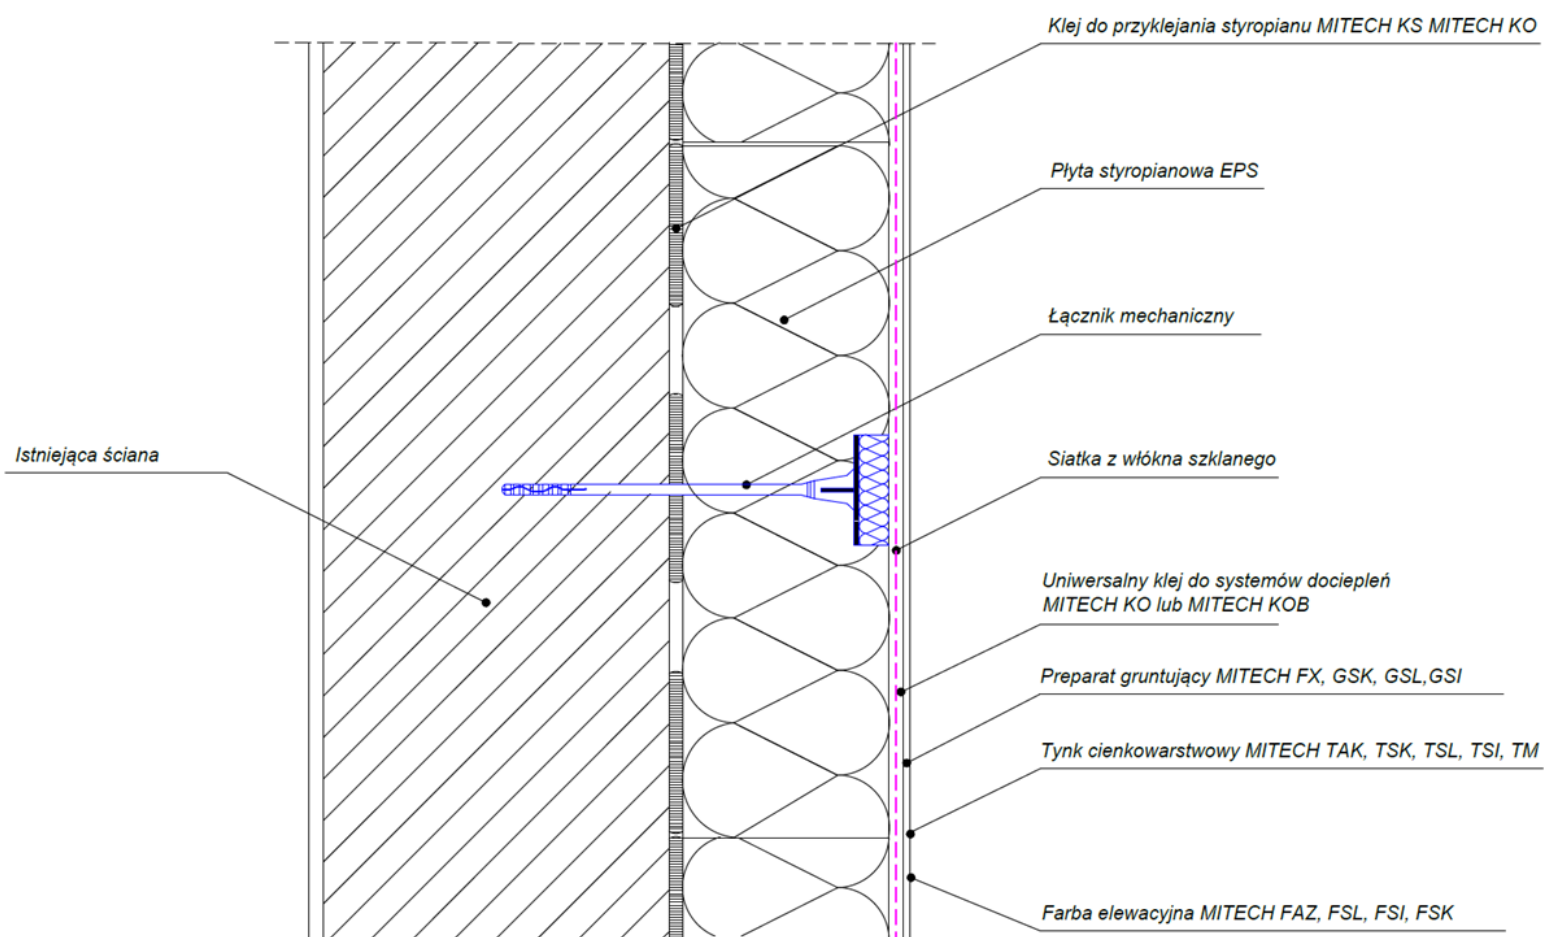 Klej do przyklejania styropianu MITECH KS MITECH KO
Płyta styropianowa EPS
Łącznik mechaniczny
Istniejąca ściana
Siatka z włókna szklanego
Uniwersalny klej do systemów dociepleń
MITECH KO lub MITECH KOB
Preparat gruntujący MITECH FX, GSK, GSL,GSI
Tynk cienkowarstwowy MITECH TAK, TSK, TSL, TSI, TM
Farba elewacyjna MITECH FAZ, FSL, FSI, FSK